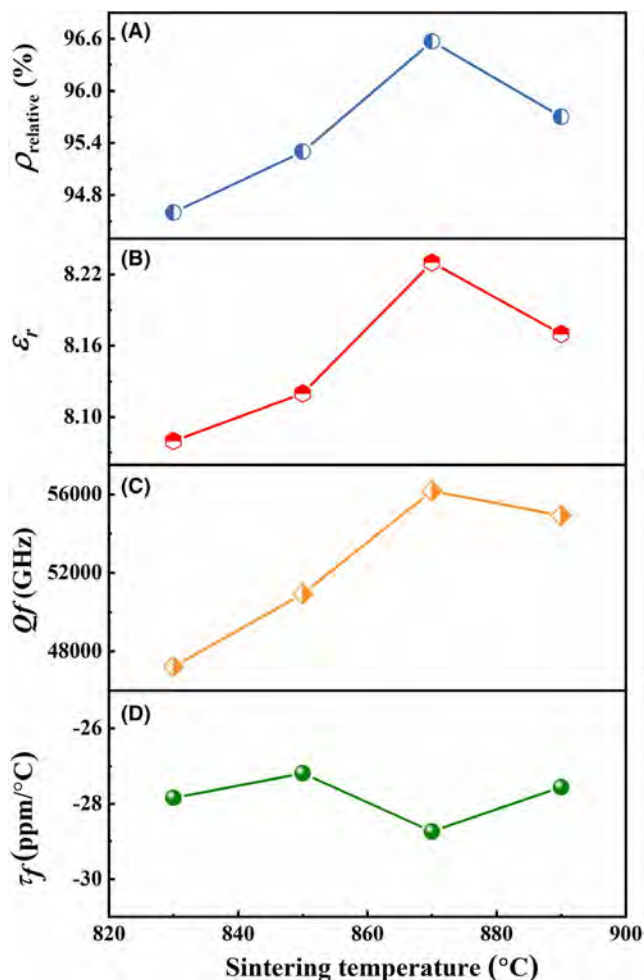 (A)
96.6
96.0
95.4
94.8
ρrelative (%)
(B)
8.22
8.16
8.10
εr
(C)
56000
52000
48000
Qf (GHz)
(D)
-26
-28
-30
τf (ppm/°C)
820 840 860 880 900
Sintering temperature (°C)